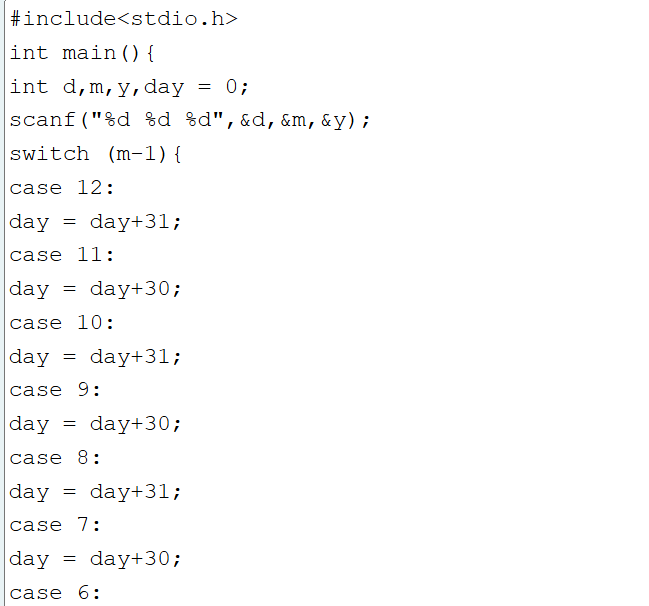 #include<stdio.h>
int main(){
int d,m,y,day = 0;
scanf("%d %d %d",&d,&m,&y);
switch (m-1){
case 12:
day = day+31;
case 11:
day = day+30;
case 10:
day = day+31;
case 9:
day = day+30;
case 8:
day = day+31;
case 7:
day = day+30;
case 6: